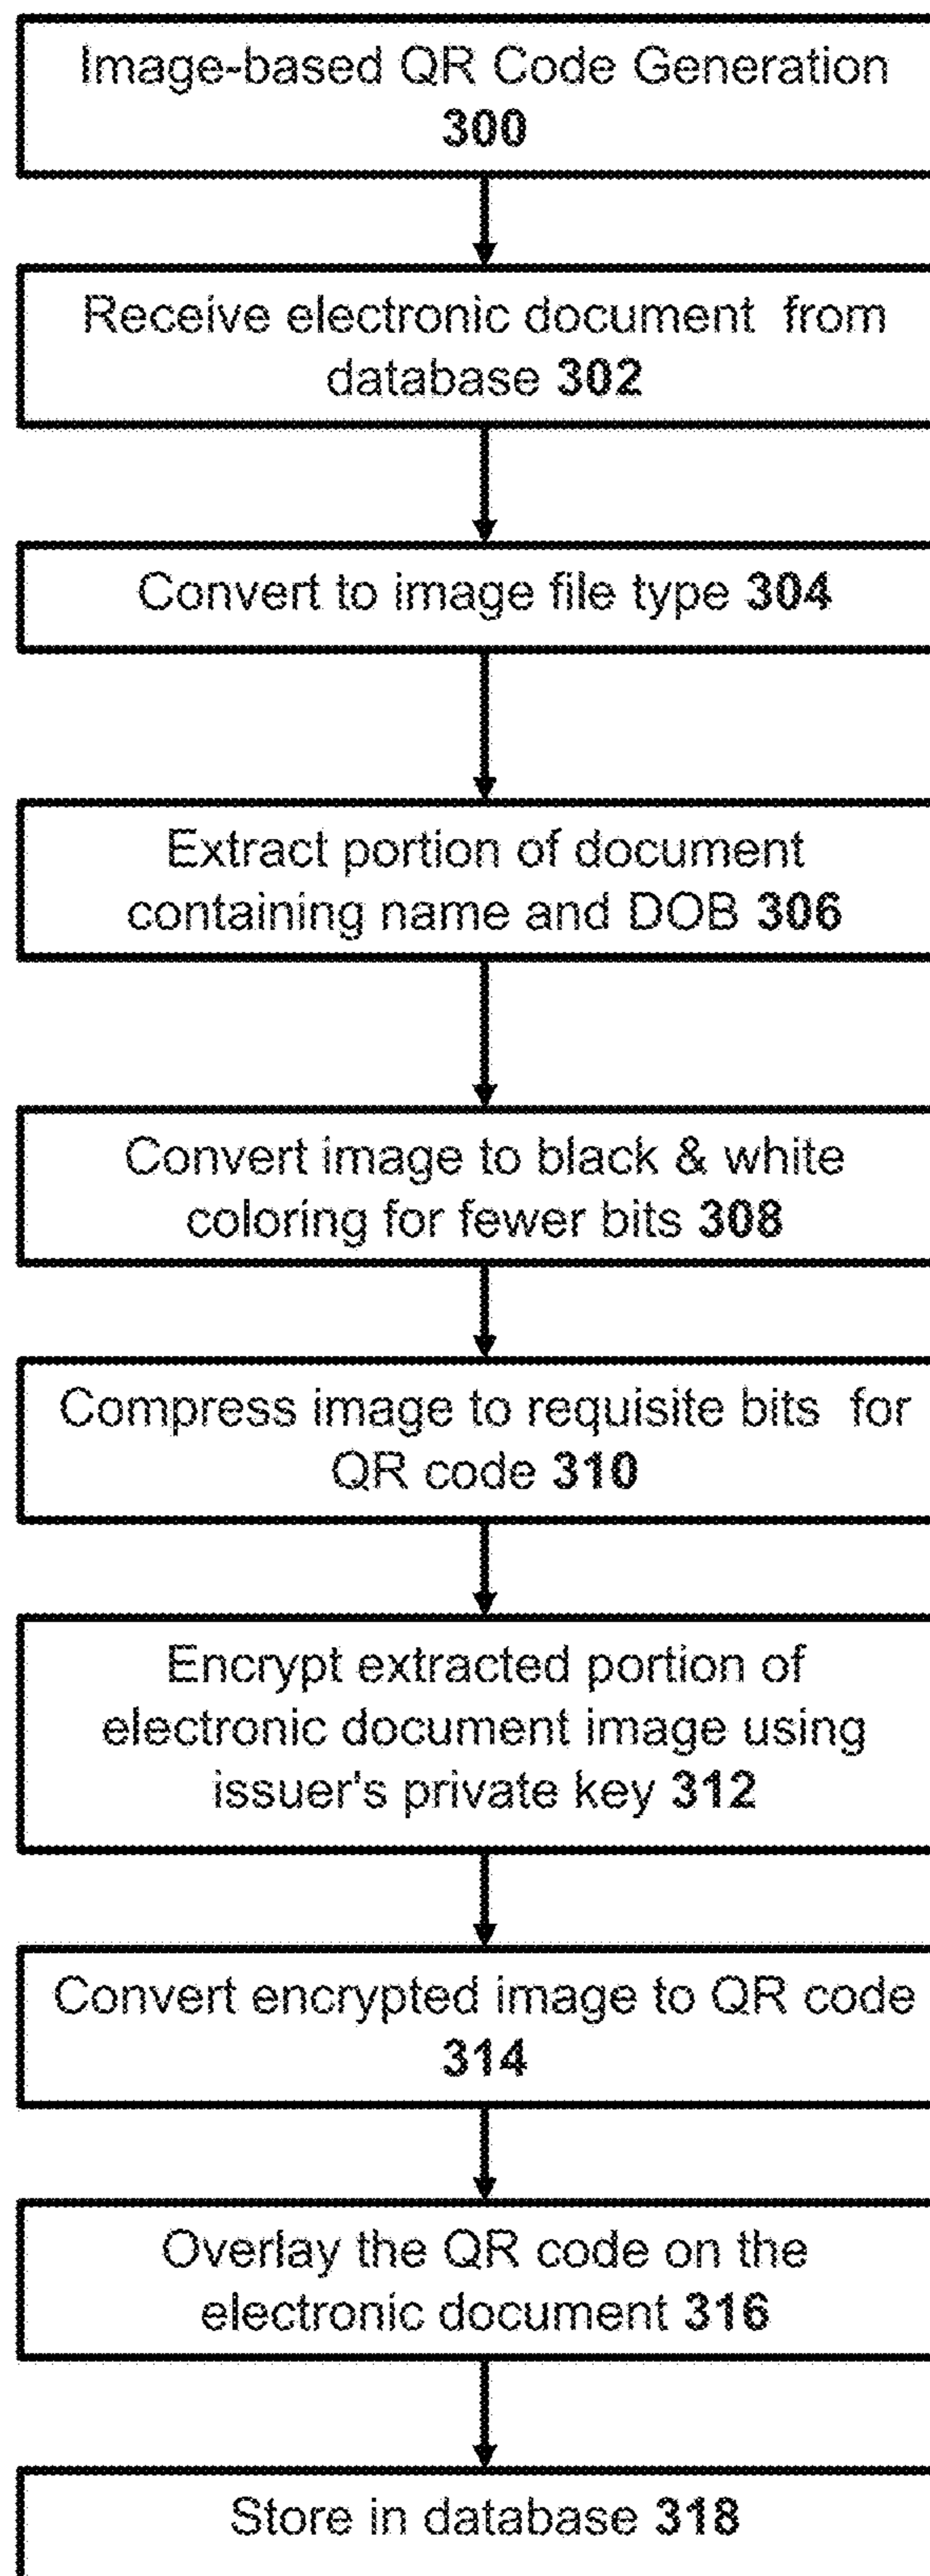 Image-based QR Code Generation
300
Receive electronic document from
database 302
Convert to image file type 304
Extract portion of document
containing name and DOB 306
Convert image to black & white
coloring for fewer bits 308
Compress image to requisite bits for
QR code 310
Encrypt extracted portion of
electronic document image using
issuer's private key 312
Convert encrypted image to QR code
314
Overlay the QR code on the
electronic document 316
Store in database 318